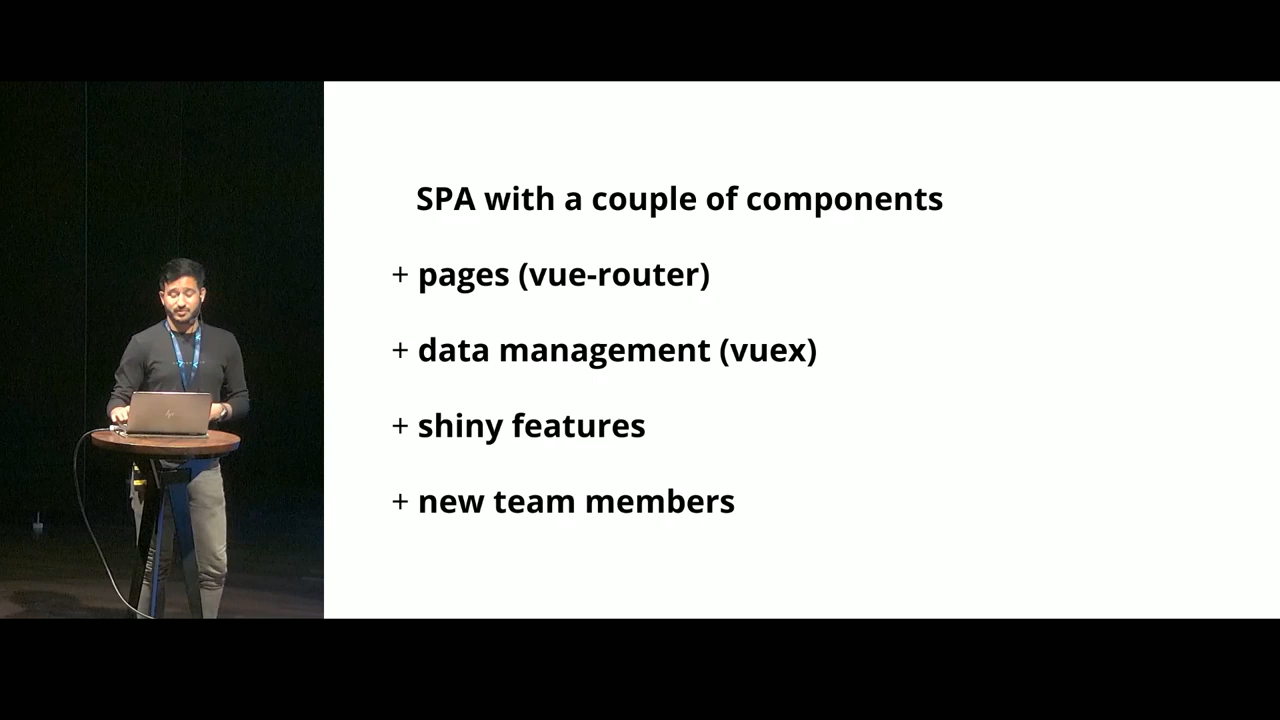 SPA with a couple of components
+ pages (vue-router)
+ data management (vuex)
+ shiny features
+ new team members